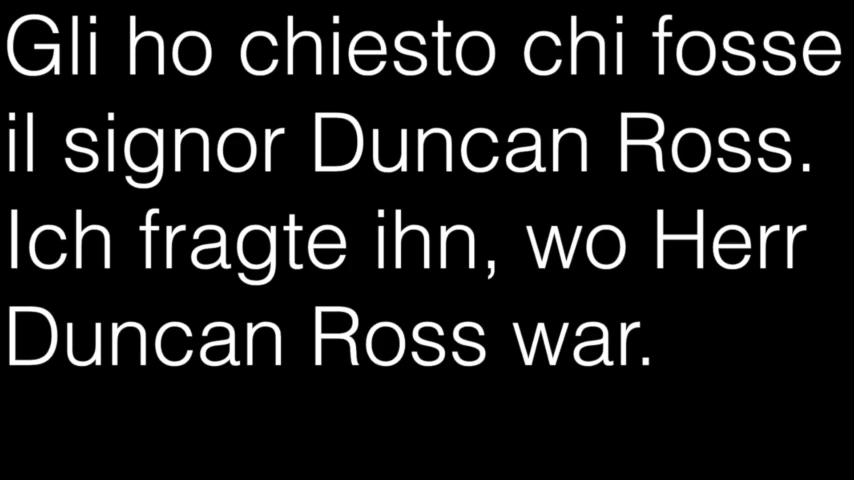 Gli ho chiesto chi fosse
il signor Duncan Ross.
Ich fragte ihn, wo Herr
Duncan Ross war.